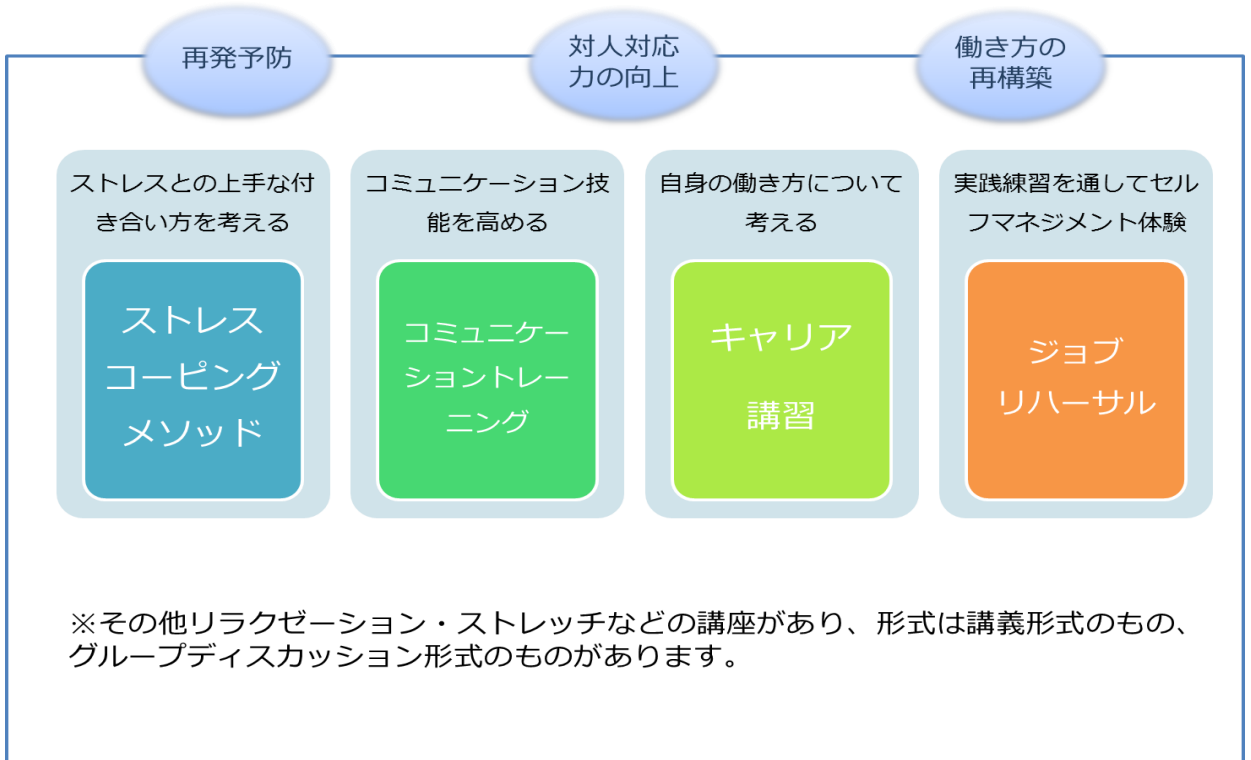 再発予防
対人対応
力の向上
働き方の
再構築
ストレスとの上手な付
き合い方を考える
ストレス
コーピング
メソッド
コミュニケーション技
能を高める
コミュニケー
ショントレー
ニング
自身の働き方について
考える
キャリア
講習
実践練習を通してセル
フマネジメント体験
ジョブ
リハーサル
※その他リラクゼーション・ストレッチなどの講座があり、形式は講義形式のもの、
グループディスカッション形式のものがあります。